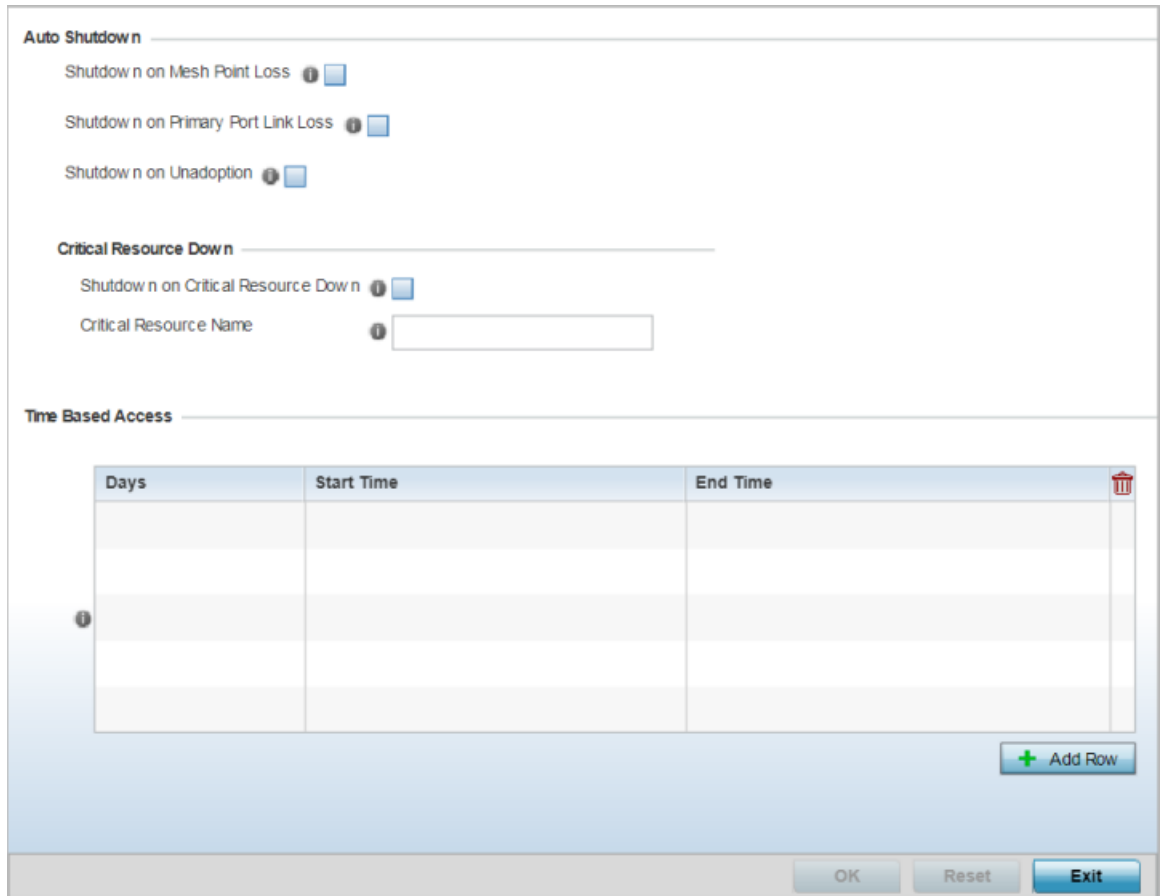 Auto Shutdown
Shutdown on Mesh Point Loss
Shutdown on Primary Port Link Loss
Shutdown on Unadoption
Critical Resource Down
Shutdown on Critical Resource Down
Critical Resource Name
Time Based Access
Days Start Time End Time
Add Row
OK Reset Exit